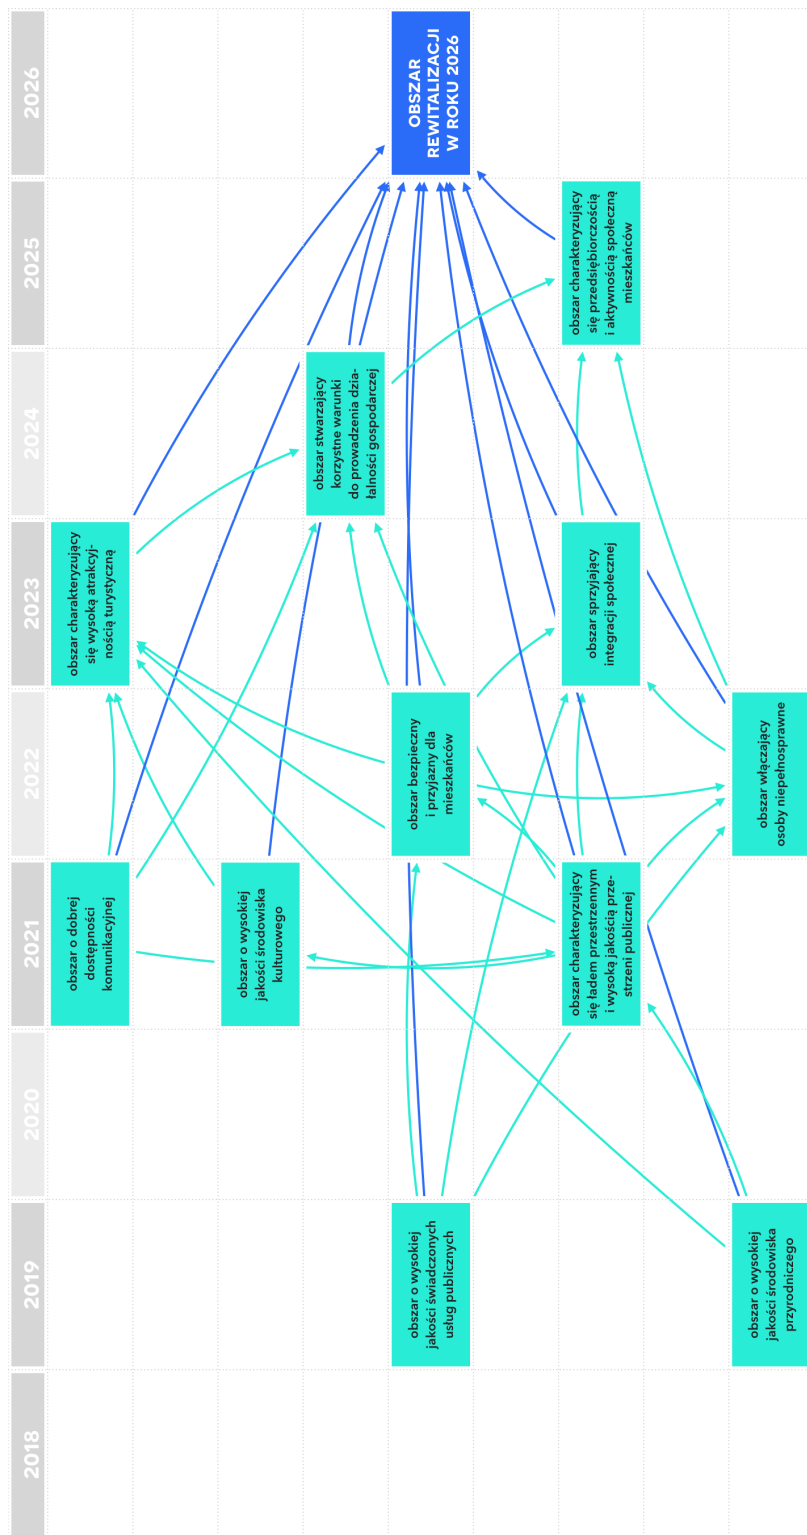 2018
2019
2020
2021
2022
2023
2024
2025
2026
obszar o wysokiej
jakości świadczonych
usług publicznych
obszar o wysokiej
jakości środowiska
przyrodniczego
obszar o dobrej
dostępności
komunikacyjnej
obszar o wysokiej
jakości środowiska
kulturowego
obszar charakteryzujący
się ładem przestrzennym
i wysoką jakością prze-
strzeni publicznej
obszar bezpieczny
i przyjazny dla
mieszkańców
obszar włączający
osoby niepełnosprawne
obszar charakteryzujący
się wysoką atrakcyj-
nością turystyczną
obszar sprzyjający
integracji społecznej
obszar stwarzający
korzystne warunki
do prowadzenia dzia-
łalności gospodarczej
obszar charakteryzujący
się przedsiębiorczością
i aktywnością społeczną
mieszkańców
OBSZAR
REWITALIZACJI
W ROKU 2026